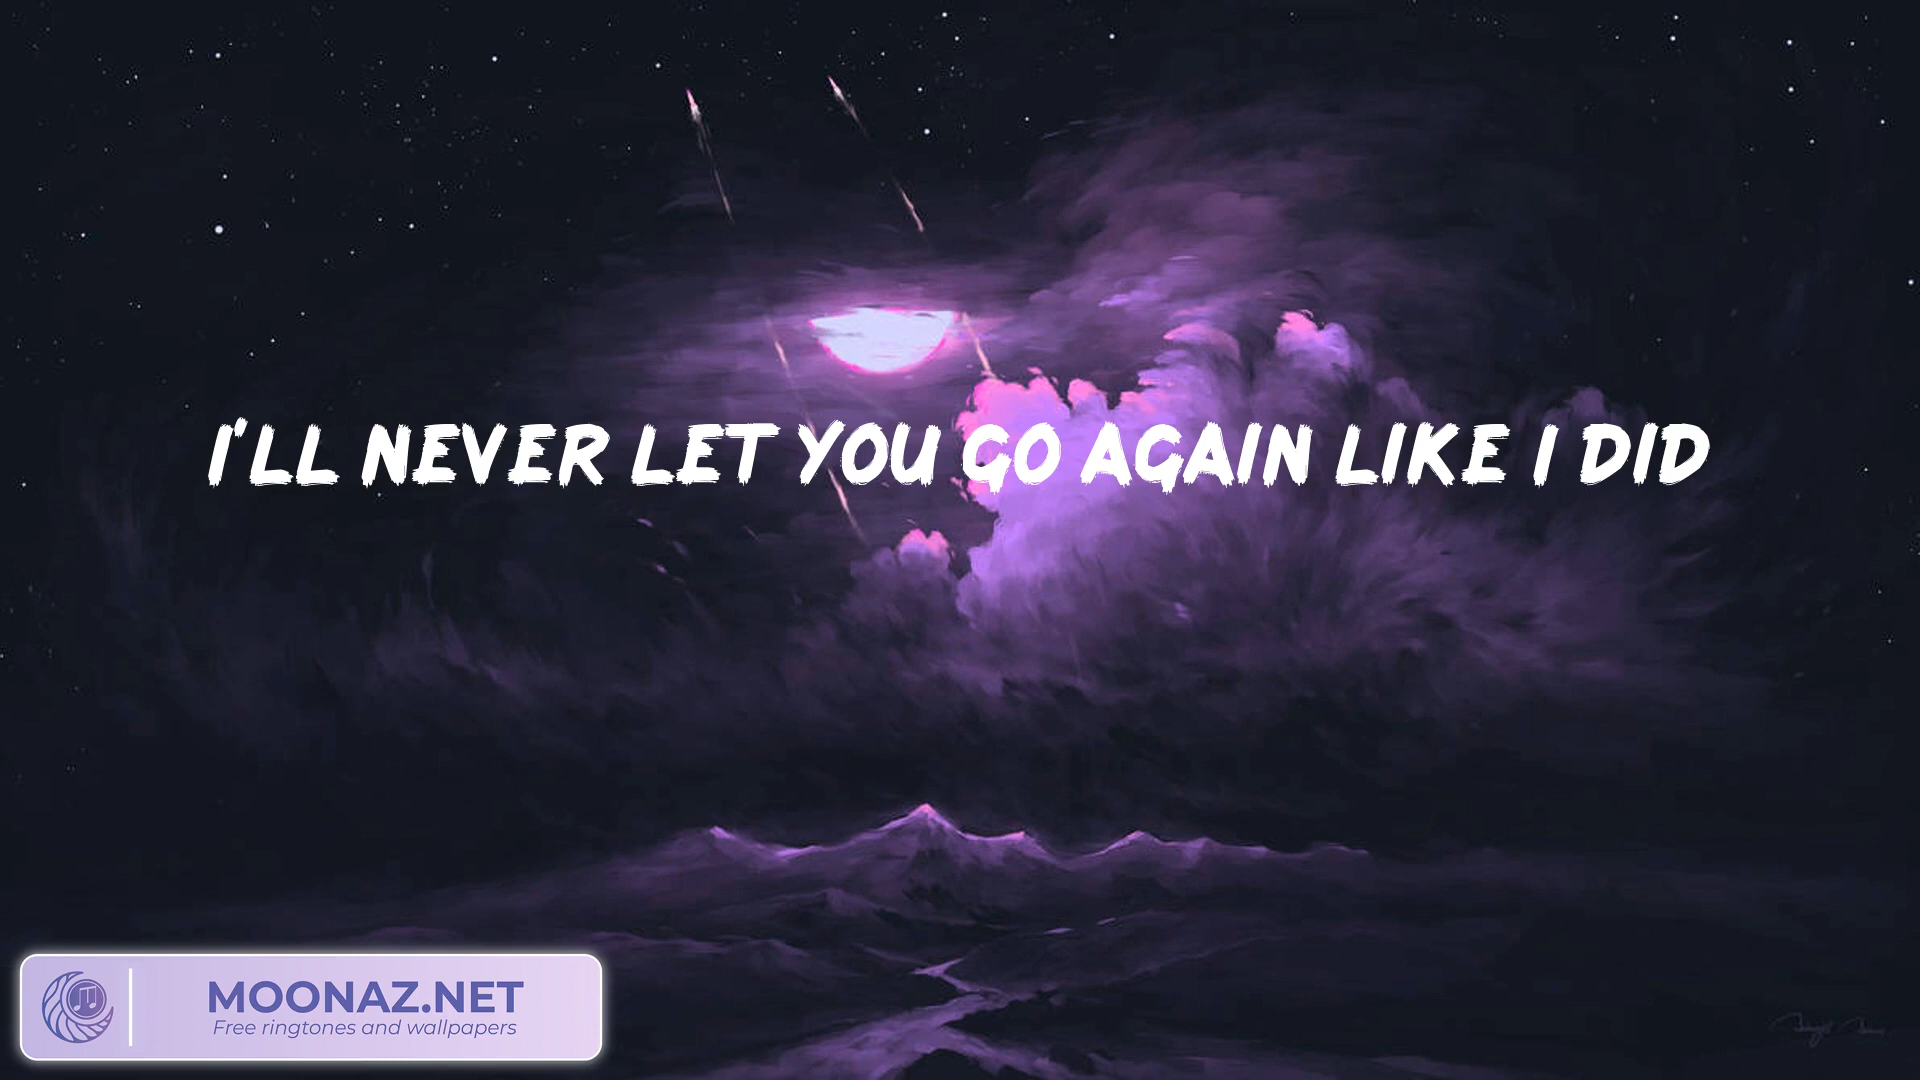 I'LL NEVER LET YOU GO AGAIN LIKE I DID
MOONAZ.NET
Free ringtones and wallpapers